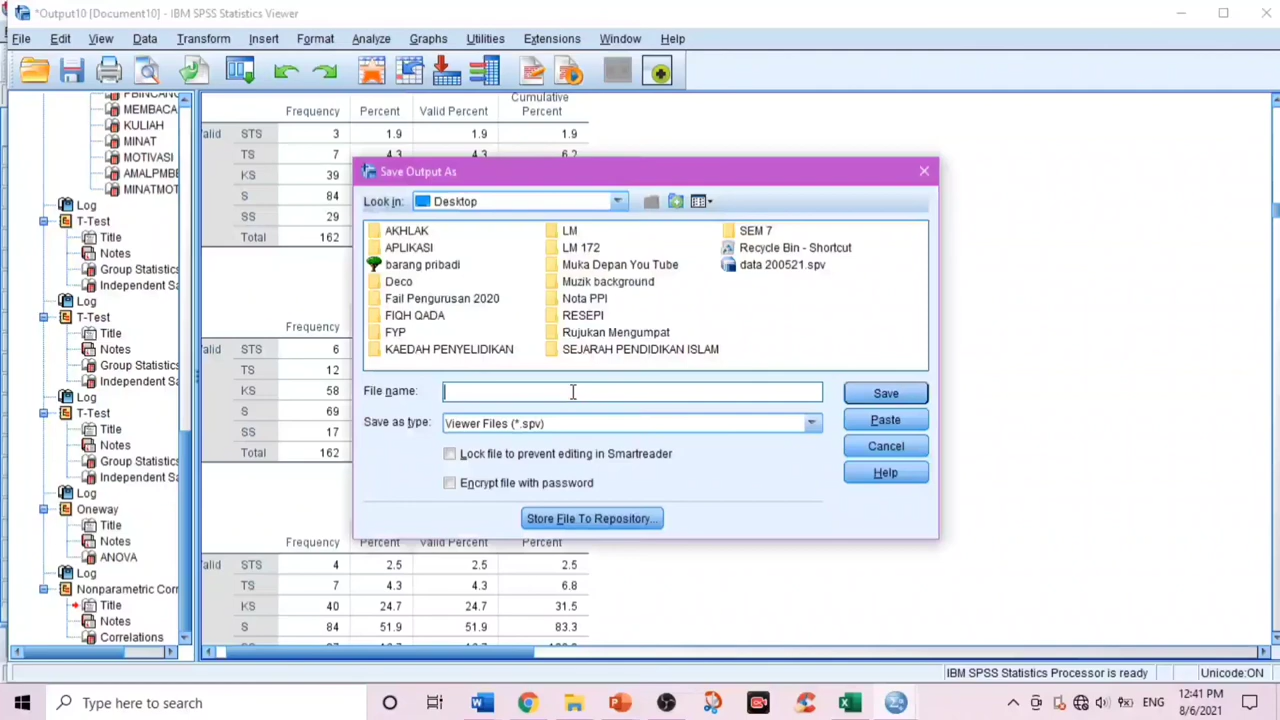 *Output10 [Document10] - IBM SPSS Statistics Viewer
File Edit View Data Transform Insert Format Analyze Graphs Utilities Extensions Window Help
MEMBACA
KULIAH
MINAT
MOTIVASI
AMALPMBE
MINATMOT
Log
T-Test
Title
Notes
Group Statistics
Independent Sa
Log
T-Test
Title
Notes
Group Statistics
Independent Sa
Log
T-Test
Title
Notes
Group Statistics
Independent Sa
Log
Oneway
Title
Notes
ANOVA
Log
Nonparametric Corr
Title
Notes
Correlations
Cumulative
Frequency Percent Valid Percent Percent
alid STS 3 1.9 1.9 1.9
TS 7 4.3 4.3 6.2
KS 39
S 84
SS 29
Total 162
Frequency
alid STS 6
TS 12
KS 58
S 69
SS 17
Total 162
Frequency Percent Valid Percent Percent
alid STS 4 2.5 2.5 2.5
TS 7 4.3 4.3 6.8
KS 40 24.7 24.7 31.5
S 84 51.9 51.9 83.3
Save Output As
Look in: Desktop
AKHLAK LM SEM 7
APLIKASI LM 172 Recycle Bin - Shortcut
barang pribadi Muka Depan You Tube data 200521.spv
Deco Muzik background
Fail Pengurusan 2020 Nota PPI
FIQH QADA RESEPI
FYP Rujukan Mengumpat
KAEDAH PENYELIDIKAN SEJARAH PENDIDIKAN ISLAM
File name: Save
Save as type: Viewer Files (*.spv) Paste
Lock file to prevent editing in Smartreader Cancel
Encrypt file with password Help
Store File To Repository...
IBM SPSS Statistics Processor is ready Unicode:ON
Type here to search ENG 12:41 PM
8/6/2021